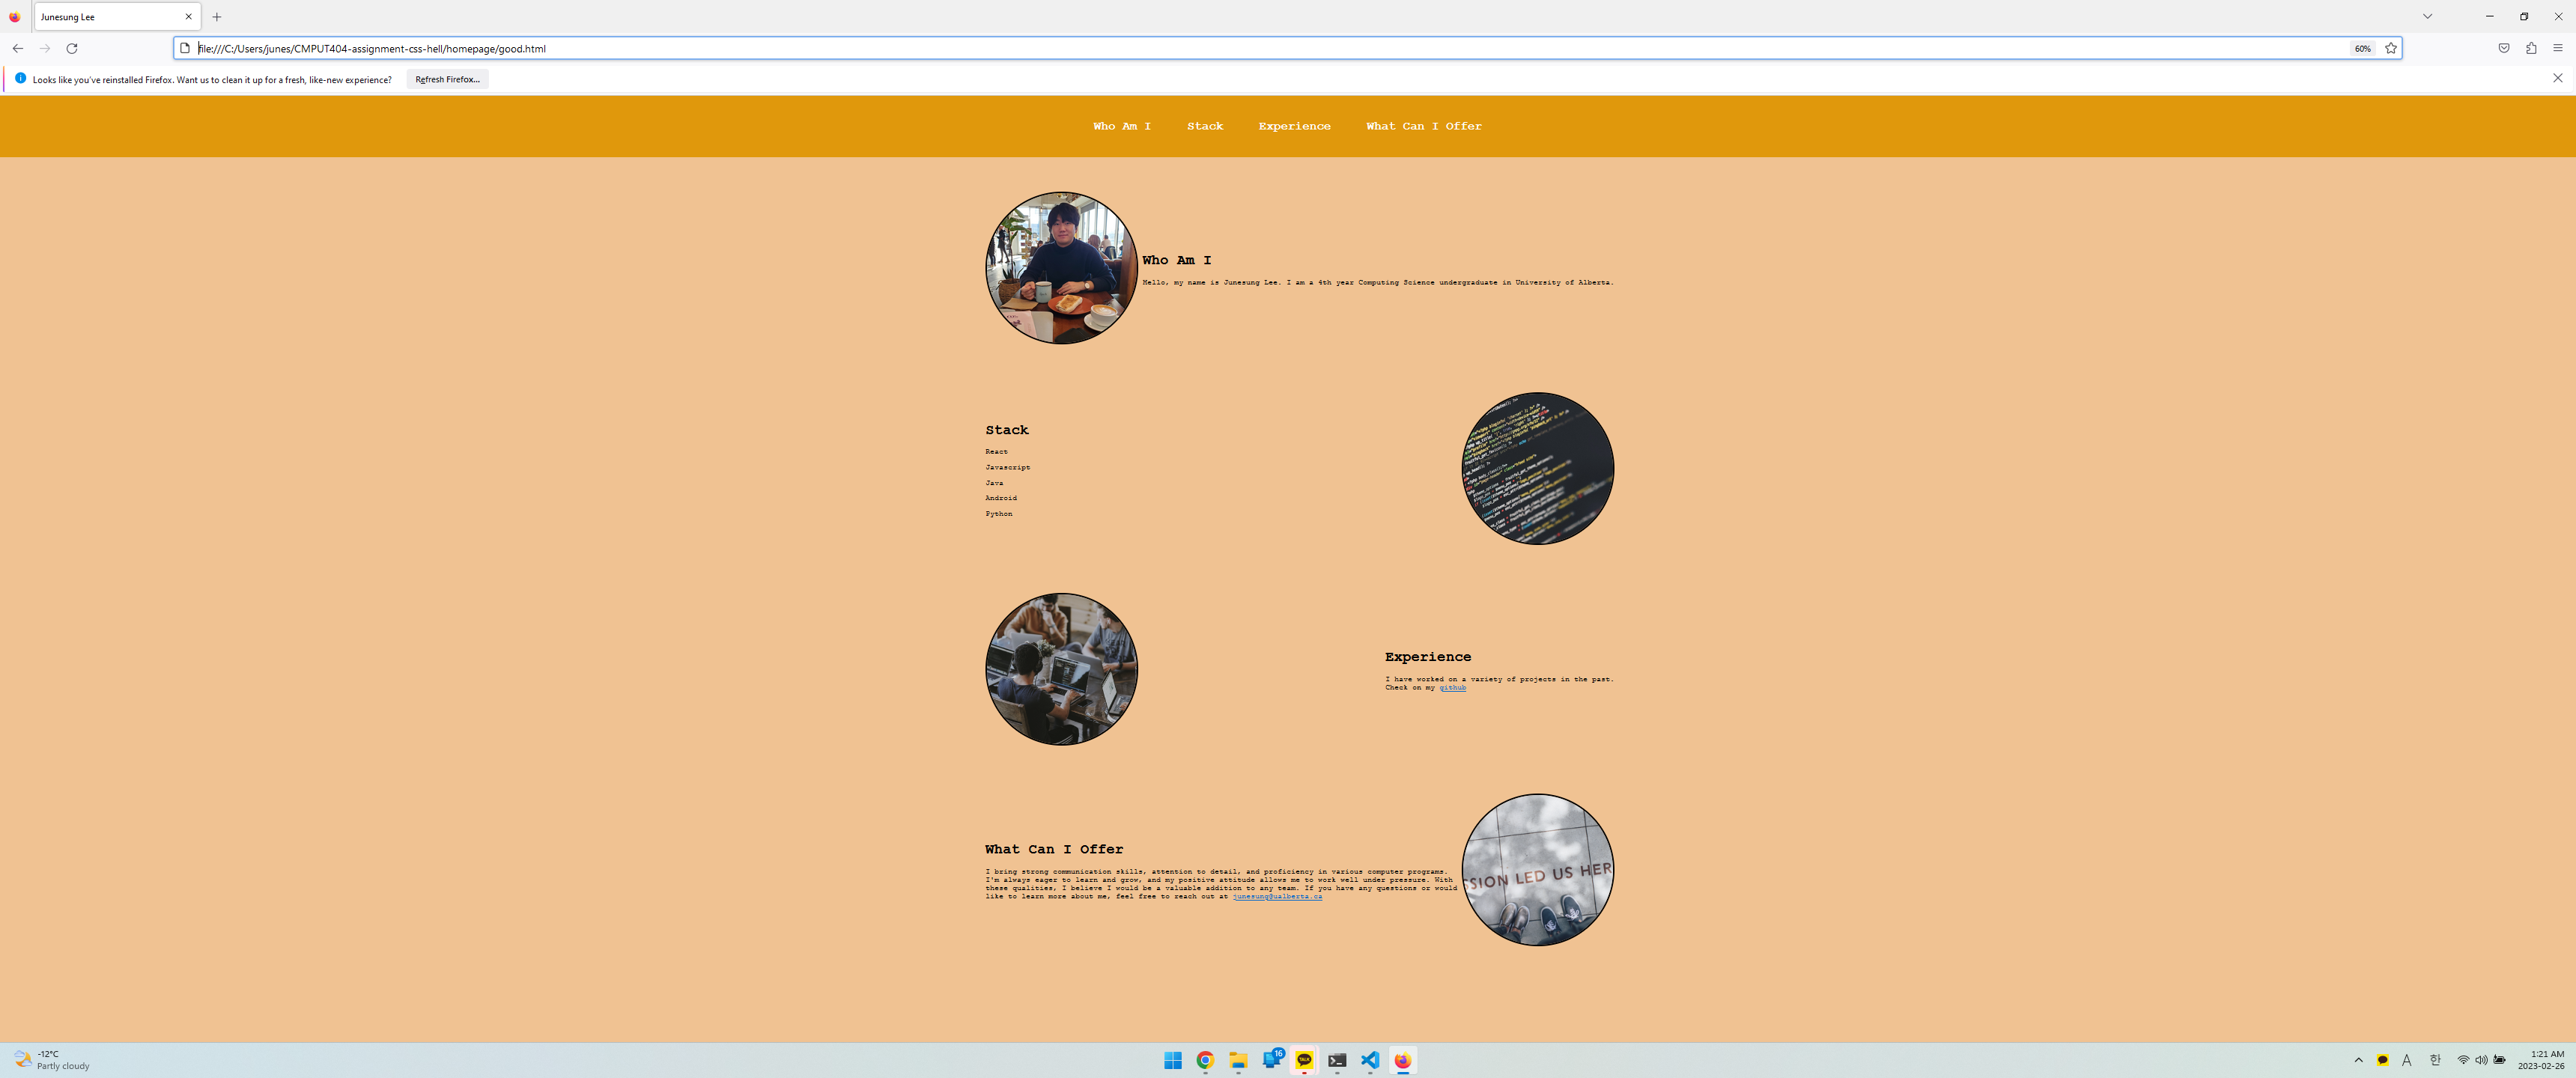 Junesung Lee
file:///C:/Users/junes/CMPUT404-assignment-css-hell/homepage/good.html
60%
Looks like you've reinstalled Firefox. Want us to clean it up for a fresh, like-new experience?
Refresh Firefox...
Who Am I
Stack
Experience
What Can I Offer
Who Am I
Hello, my name is Junesung Lee. I am a 4th year Computing Science undergraduate in University of Alberta.
Stack
React
Javascript
Java
Android
Python
Experience
I have worked on a variety of projects in the past.
Check on my github
What Can I Offer
I bring strong communication skills, attention to detail, and proficiency in various computer programs.
I'm always eager to learn and grow, and my positive attitude allows me to work well under pressure. With
these qualities, I believe I would be a valuable addition to any team. If you have any questions or would
like to learn more about me, feel free to reach out at junesung@ualberta.ca
SSION LED US HER
-12°C
Partly cloudy
16
TALK
A
한
1:21 AM
2023-02-26